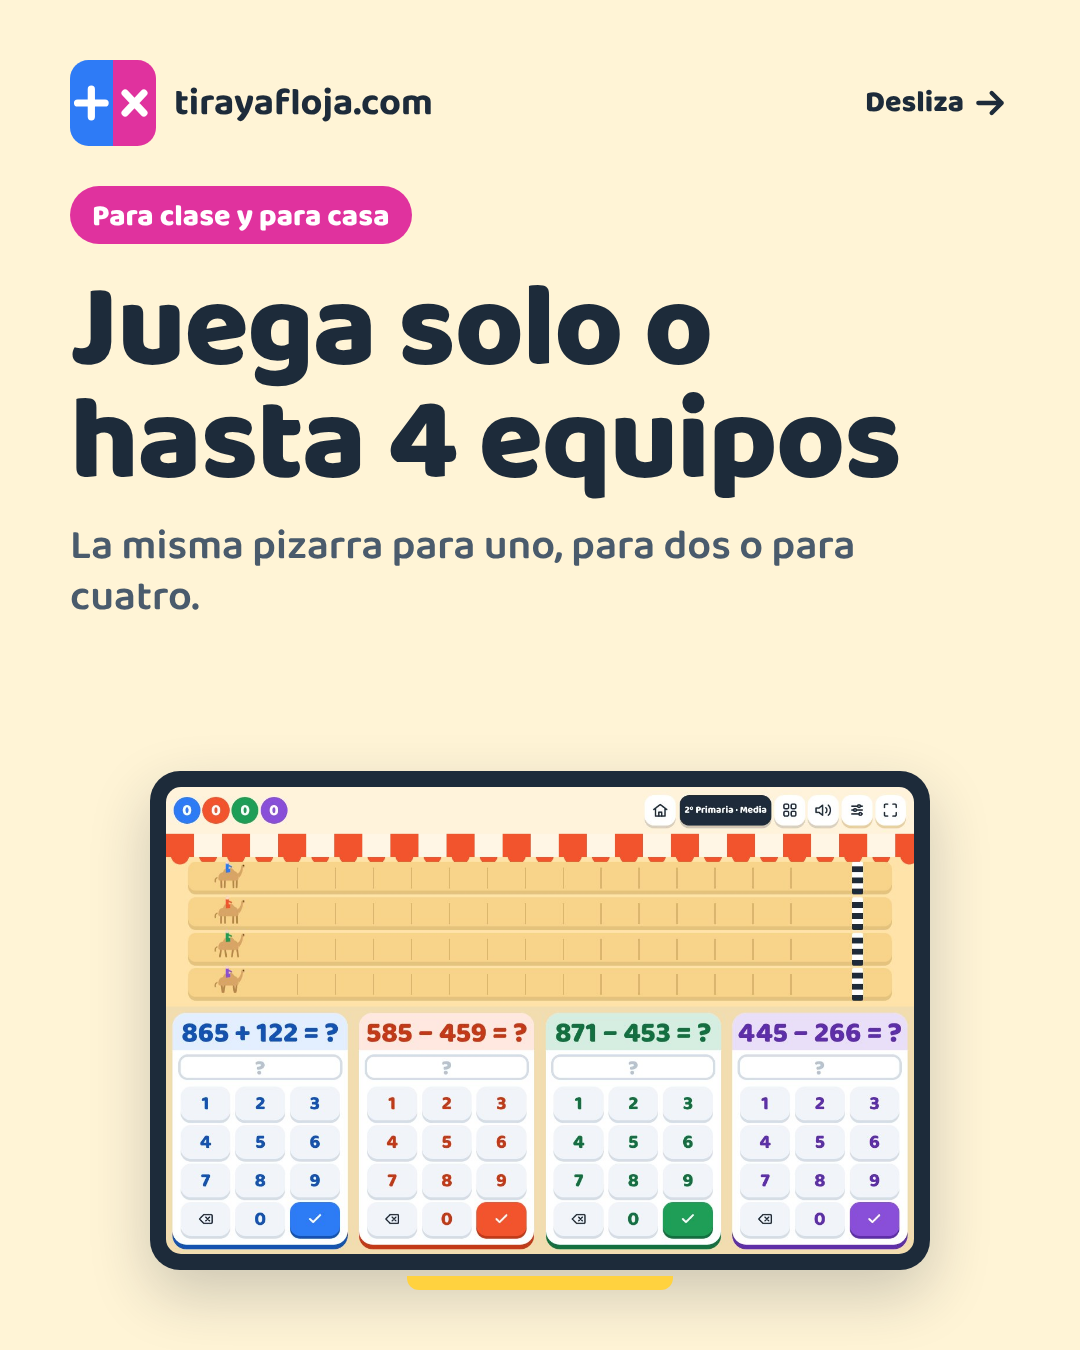 tirayafloja.com
Desliza →
Para clase y para casa
Juega solo o
hasta 4 equipos
La misma pizarra para uno, para dos o para
cuatro.
0 0 0 0
2º Primaria · Media
865 + 122 = ? 585 − 459 = ? 871 − 453 = ? 445 − 266 = ?
? ? ? ?
1 2 3 1 2 3 1 2 3 1 2 3
4 5 6 4 5 6 4 5 6 4 5 6
7 8 9 7 8 9 7 8 9 7 8 9
0 0 0 0